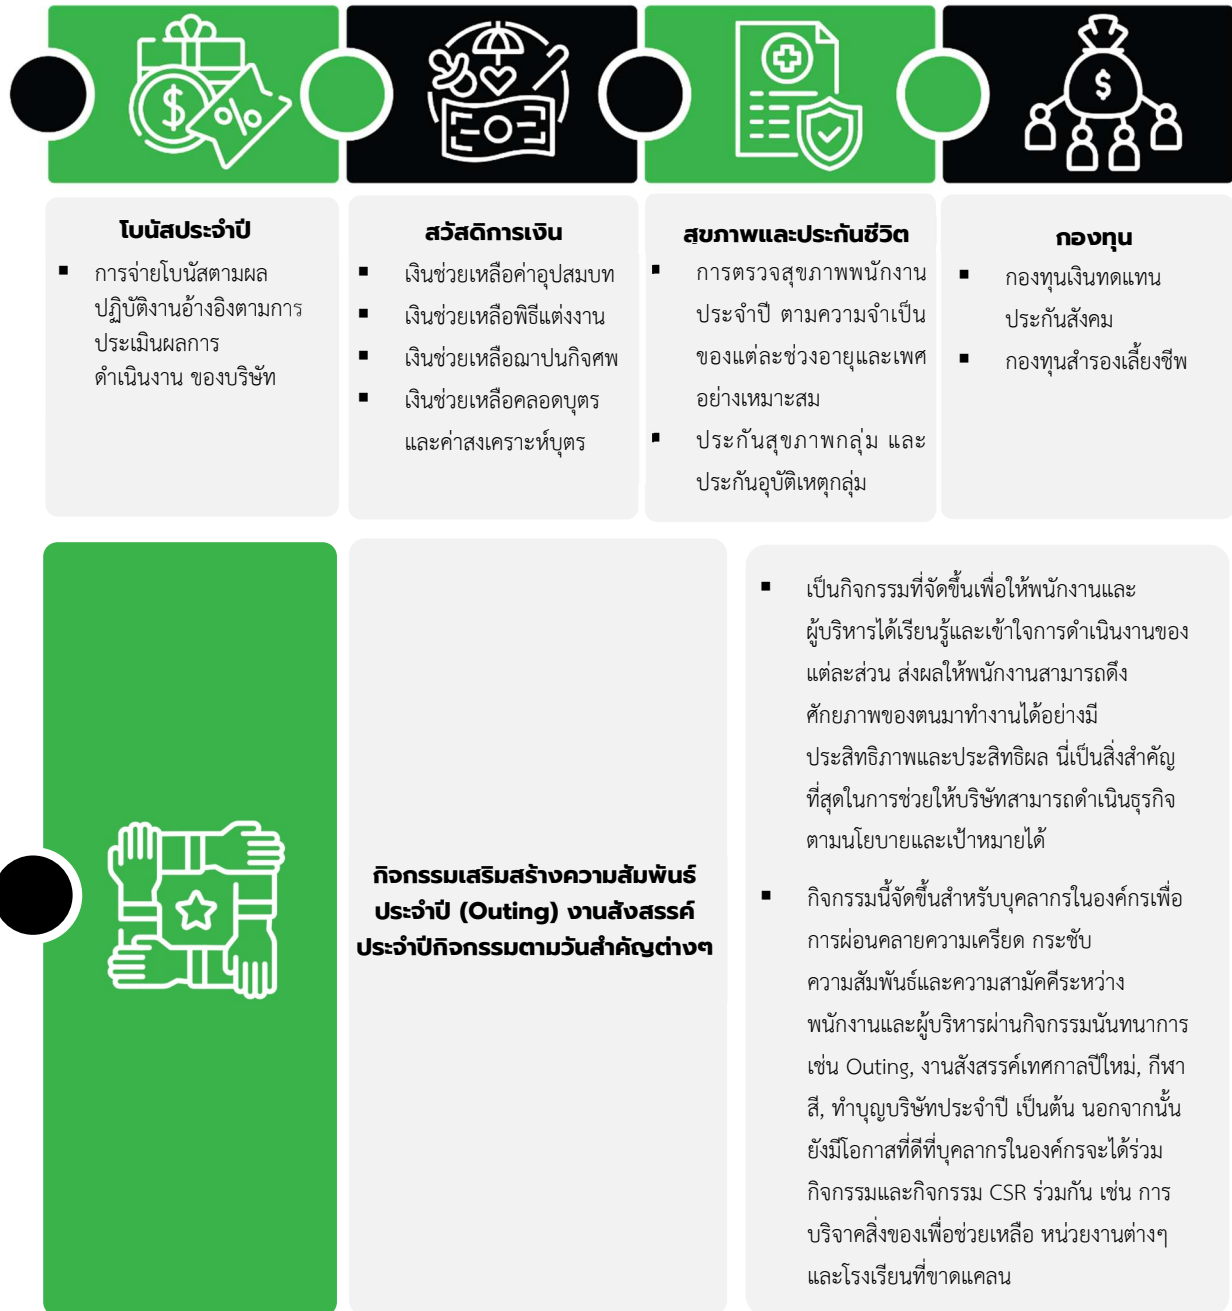 โบนัสประจำปี
การจ่ายโบนัสตามผล
ปฏิบัติงานอ้างอิงตามการ
ประเมินผลการ
ดำเนินงาน ของบริษัท
สวัสดิการเงิน
เงินช่วยเหลือค่าอุปสมบท
เงินช่วยเหลือพิธีแต่งงาน
เงินช่วยเหลือฌาปนกิจศพ
เงินช่วยเหลือคลอดบุตร
และค่าสงเคราะห์บุตร
สุขภาพและประกันชีวิต
การตรวจสุขภาพพนักงาน
ประจำปี ตามความจำเป็น
ของแต่ละช่วงอายุและเพศ
อย่างเหมาะสม
ประกันสุขภาพกลุ่ม และ
ประกันอุบัติเหตุกลุ่ม
กองทุน
กองทุนเงินทดแทน
ประกันสังคม
กองทุนสำรองเลี้ยงชีพ
กิจกรรมเสริมสร้างความสัมพันธ์
ประจำปี (Outing) งานสังสรรค์
ประจำปีกิจกรรมตามวันสำคัญต่างๆ
เป็นกิจกรรมที่จัดขึ้นเพื่อให้พนักงานและ
ผู้บริหารได้เรียนรู้และเข้าใจการดำเนินงานของ
แต่ละส่วน ส่งผลให้พนักงานสามารถดึง
ศักยภาพของตนมาทำงานได้อย่างมี
ประสิทธิภาพและประสิทธิผล นี่เป็นสิ่งสำคัญ
ที่สุดในการช่วยให้บริษัทสามารถดำเนินธุรกิจ
ตามนโยบายและเป้าหมายได้
กิจกรรมนี้จัดขึ้นสำหรับบุคลากรในองค์กรเพื่อ
การผ่อนคลายความเครียด กระชับ
ความสัมพันธ์และความสามัคคีระหว่าง
พนักงานและผู้บริหารผ่านกิจกรรมนันทนาการ
เช่น Outing, งานสังสรรค์เทศกาลปีใหม่, กีฬา
สี, ทำบุญบริษัทประจำปี เป็นต้น นอกจากนั้น
ยังมีโอกาสที่ดีที่บุคลากรในองค์กรจะได้ร่วม
กิจกรรมและกิจกรรม CSR ร่วมกัน เช่น การ
บริจาคสิ่งของเพื่อช่วยเหลือ หน่วยงานต่างๆ
และโรงเรียนที่ขาดแคลน